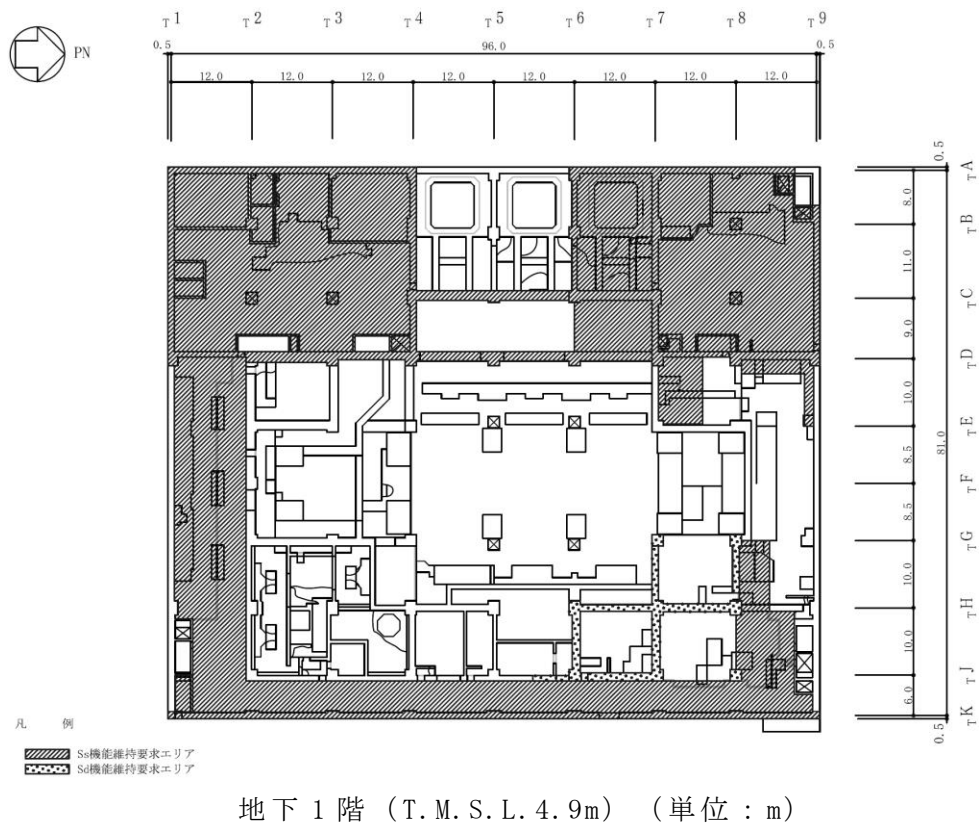 T1 T2 T3 T4 T5 T6 T7 T8 T9
PN
0.5 96.0 0.5
12.0 12.0 12.0 12.0 12.0 12.0 12.0 12.0
0.5
TA
8.0
TB
11.0
TC
9.0
TD
10.0
TE
8.5
TF
81.0
8.5
TG
10.0
TH
10.0
TJ
6.0
TK
0.5
凡 例
Ss機能維持要求エリア
Sd機能維持要求エリア
地下1階 (T.M.S.L.4.9m) (単位:m)